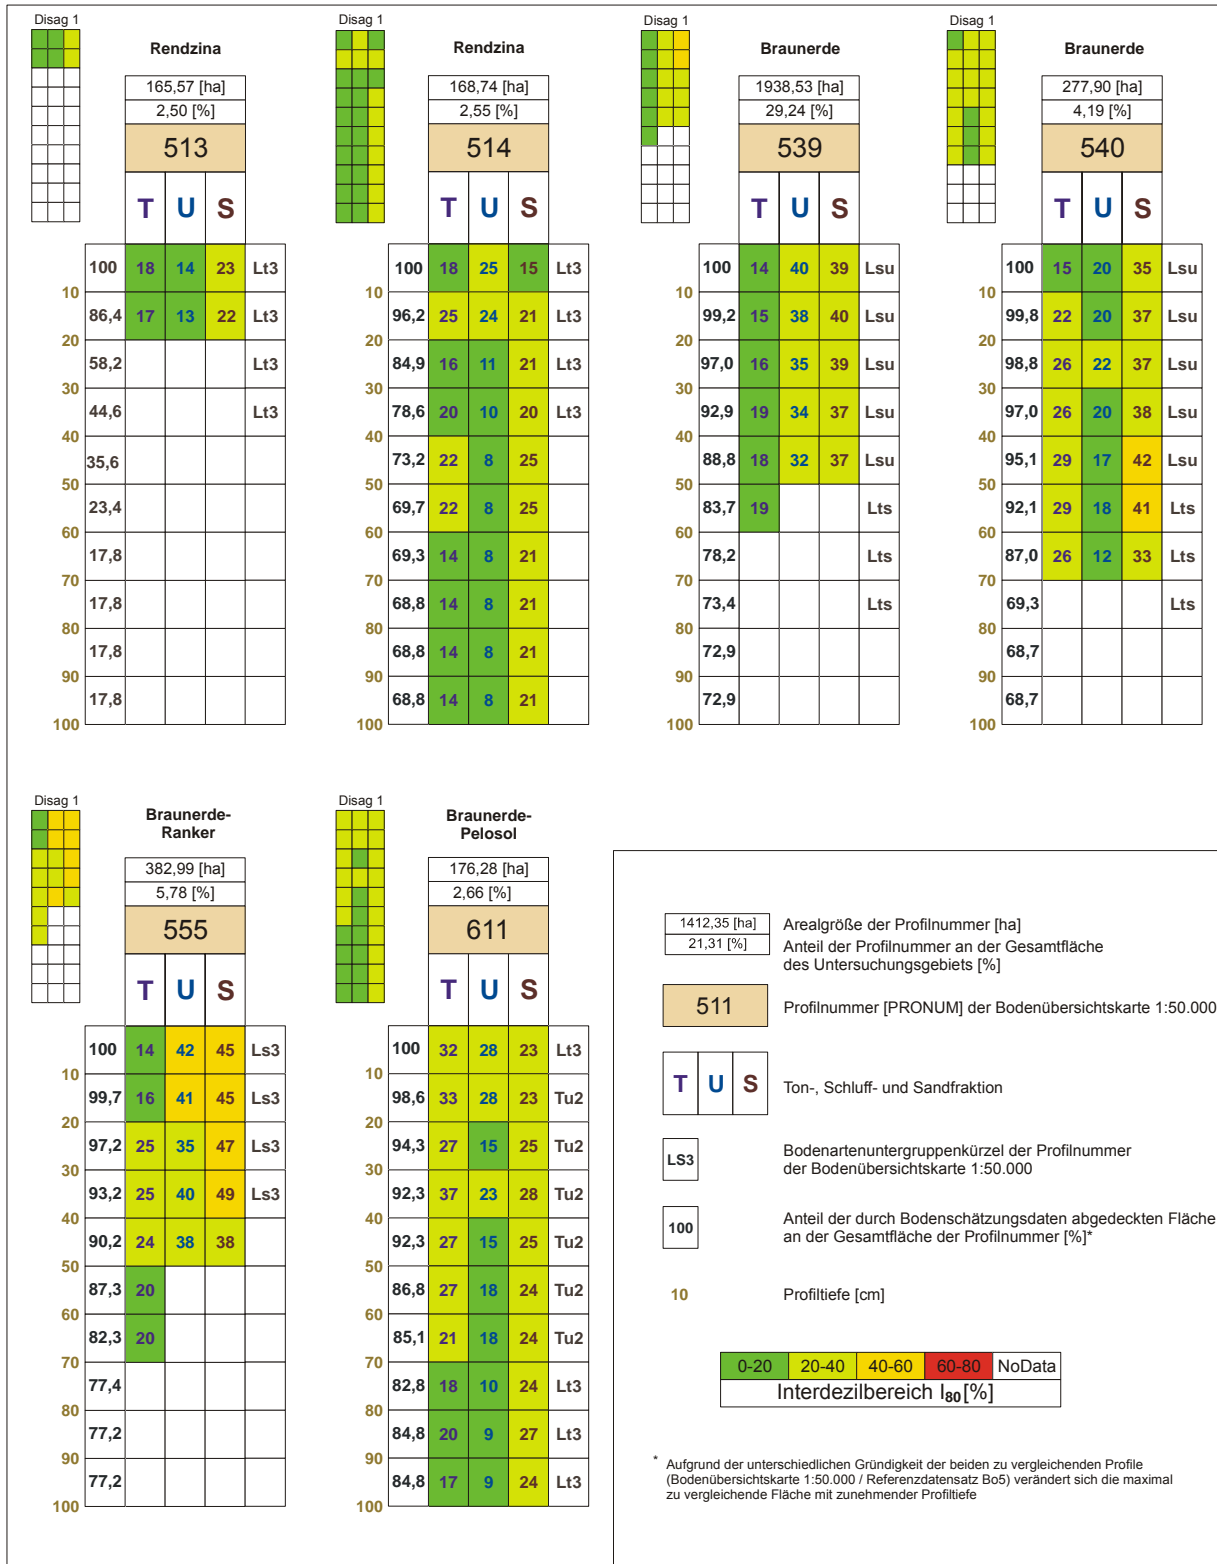 Disag 1
Rendzina
165,57 [ha]
2,50 [%]
513
T U S
100 18 14 23 Lt3
10
86,4 17 13 22 Lt3
20
58,2 Lt3
30
44,6 Lt3
40
35,6
50
23,4
60
17,8
70
17,8
80
17,8
90
17,8
100
Disag 1
Rendzina
168,74 [ha]
2,55 [%]
514
T U S
100 18 25 15 Lt3
10
96,2 25 24 21 Lt3
20
84,9 16 11 21 Lt3
30
78,6 20 10 20 Lt3
40
73,2 22 8 25
50
69,7 22 8 25
60
69,3 14 8 21
70
68,8 14 8 21
80
68,8 14 8 21
90
68,8 14 8 21
100
Disag 1
Braunerde
1938,53 [ha]
29,24 [%]
539
T U S
100 14 40 39 Lsu
10
99,2 15 38 40 Lsu
20
97,0 16 35 39 Lsu
30
92,9 19 34 37 Lsu
40
88,8 18 32 37 Lsu
50
83,7 19 Lts
60
78,2 Lts
70
73,4 Lts
80
72,9
90
72,9
100
Disag 1
Braunerde
277,90 [ha]
4,19 [%]
540
T U S
100 15 20 35 Lsu
10
99,8 22 20 37 Lsu
20
98,8 26 22 37 Lsu
30
97,0 26 20 38 Lsu
40
95,1 29 17 42 Lsu
50
92,1 29 18 41 Lts
60
87,0 26 12 33 Lts
70
69,3 Lts
80
68,7
90
68,7
100
Disag 1
Braunerde-
Ranker
382,99 [ha]
5,78 [%]
555
T U S
100 14 42 45 Ls3
10
99,7 16 41 45 Ls3
20
97,2 25 35 47 Ls3
30
93,2 25 40 49 Ls3
40
90,2 24 38 38
50
87,3 20
60
82,3 20
70
77,4
80
77,2
90
77,2
100
Disag 1
Braunerde-
Pelosol
176,28 [ha]
2,66 [%]
611
T U S
100 32 28 23 Lt3
10
98,6 33 28 23 Tu2
20
94,3 27 15 25 Tu2
30
92,3 37 23 28 Tu2
40
92,3 27 15 25 Tu2
50
86,8 27 18 24 Tu2
60
85,1 21 18 24 Tu2
70
82,8 18 10 24 Lt3
80
84,8 20 9 27 Lt3
90
84,8 17 9 24 Lt3
100
1412,35 [ha] Arealgröße der Profilnummer [ha]
21,31 [%] Anteil der Profilnummer an der Gesamtfläche
des Untersuchungsgebiets [%]
511 Profilnummer [PRONUM] der Bodenübersichtskarte 1:50.000
T U S Ton-, Schluff- und Sandfraktion
LS3 Bodenartenuntergruppenkürzel der Profilnummer
der Bodenübersichtskarte 1:50.000
100 Anteil der durch Bodenschätzungsdaten abgedeckten Fläche
an der Gesamtfläche der Profilnummer [%]*
10 Profiltiefe [cm]
0-20 20-40 40-60 60-80 NoData
Interdezilbereich I80 [%]
* Aufgrund der unterschiedlichen Gründigkeit der beiden zu vergleichenden Profile
(Bodenübersichtskarte 1:50.000 / Referenzdatensatz Bo5) verändert sich die maximal
zu vergleichende Fläche mit zunehmender Profiltiefe